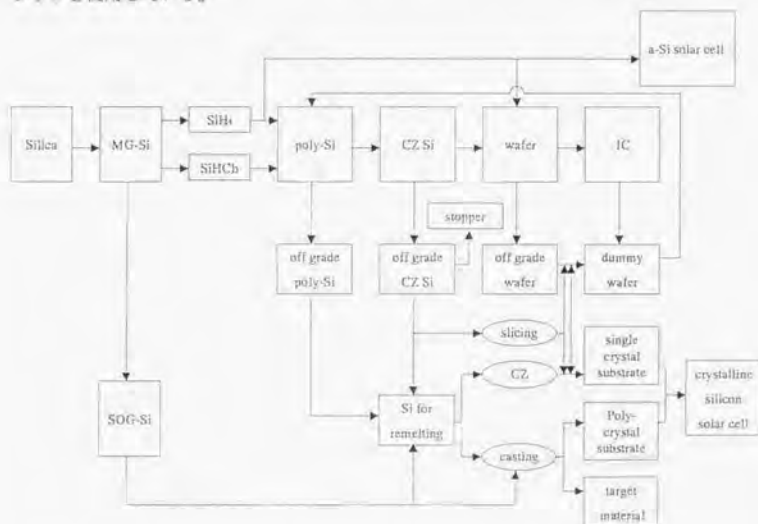 a-Si solar cell
SiH₄
Silica
MG-Si
poly-Si
CZ Si
wafer
IC
SiHCl₃
stopper
off grade
poly-Si
off grade
CZ Si
off grade
wafer
dummy
wafer
slicing
single
crystal
substrate
CZ
crystalline
silicon
solar cell
SOG-Si
Si for
remelting
Poly-
crystal
substrate
casting
target
material